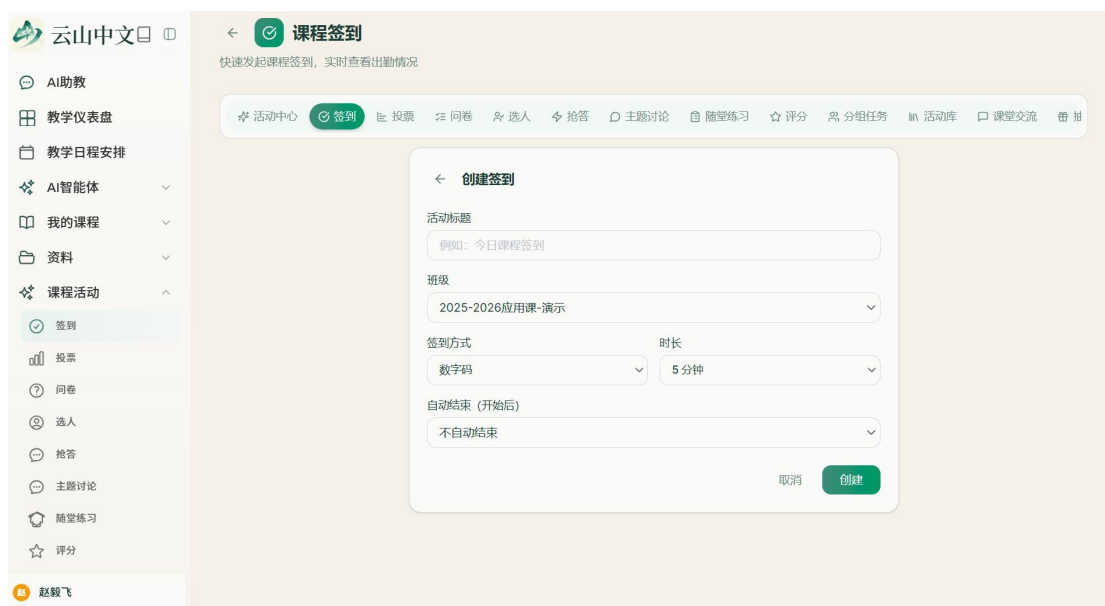 云山中文
AI助教
教学仪表盘
教学日程安排
AI智能体
我的课程
资料
课程活动
签到
投票
问卷
选人
抢答
主题讨论
随堂练习
评分
赵
赵毅飞
课程签到
快速发起课程签到，实时查看出勤情况
活动中心 签到 投票 问卷 选人 抢答 主题讨论 随堂练习 评分 分组任务 活动库 课堂交流
创建签到
活动标题
例如：今日课程签到
班级
2025-2026应用课-演示
签到方式 时长
数字码 5 分钟
自动结束（开始后）
不自动结束
取消 创建